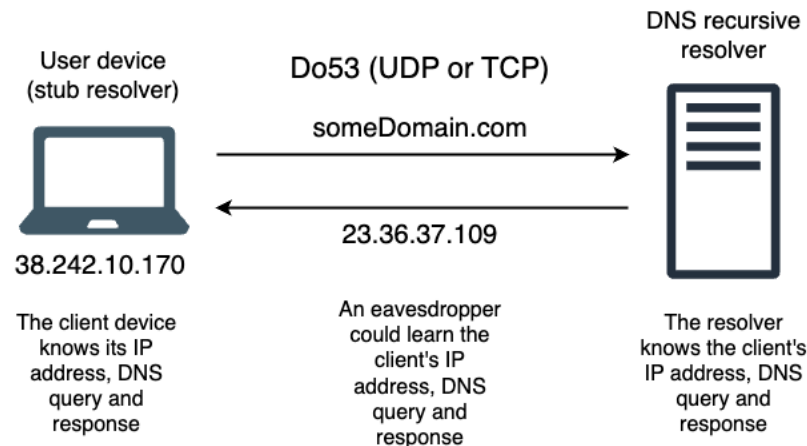 User device
(stub resolver)
38.242.10.170
The client device
knows its IP
address, DNS
query and
response
Do53 (UDP or TCP)
someDomain.com
23.36.37.109
An eavesdropper
could learn the
client's IP
address, DNS
query and
response
DNS recursive
resolver
The resolver
knows the client's
IP address, DNS
query and
response